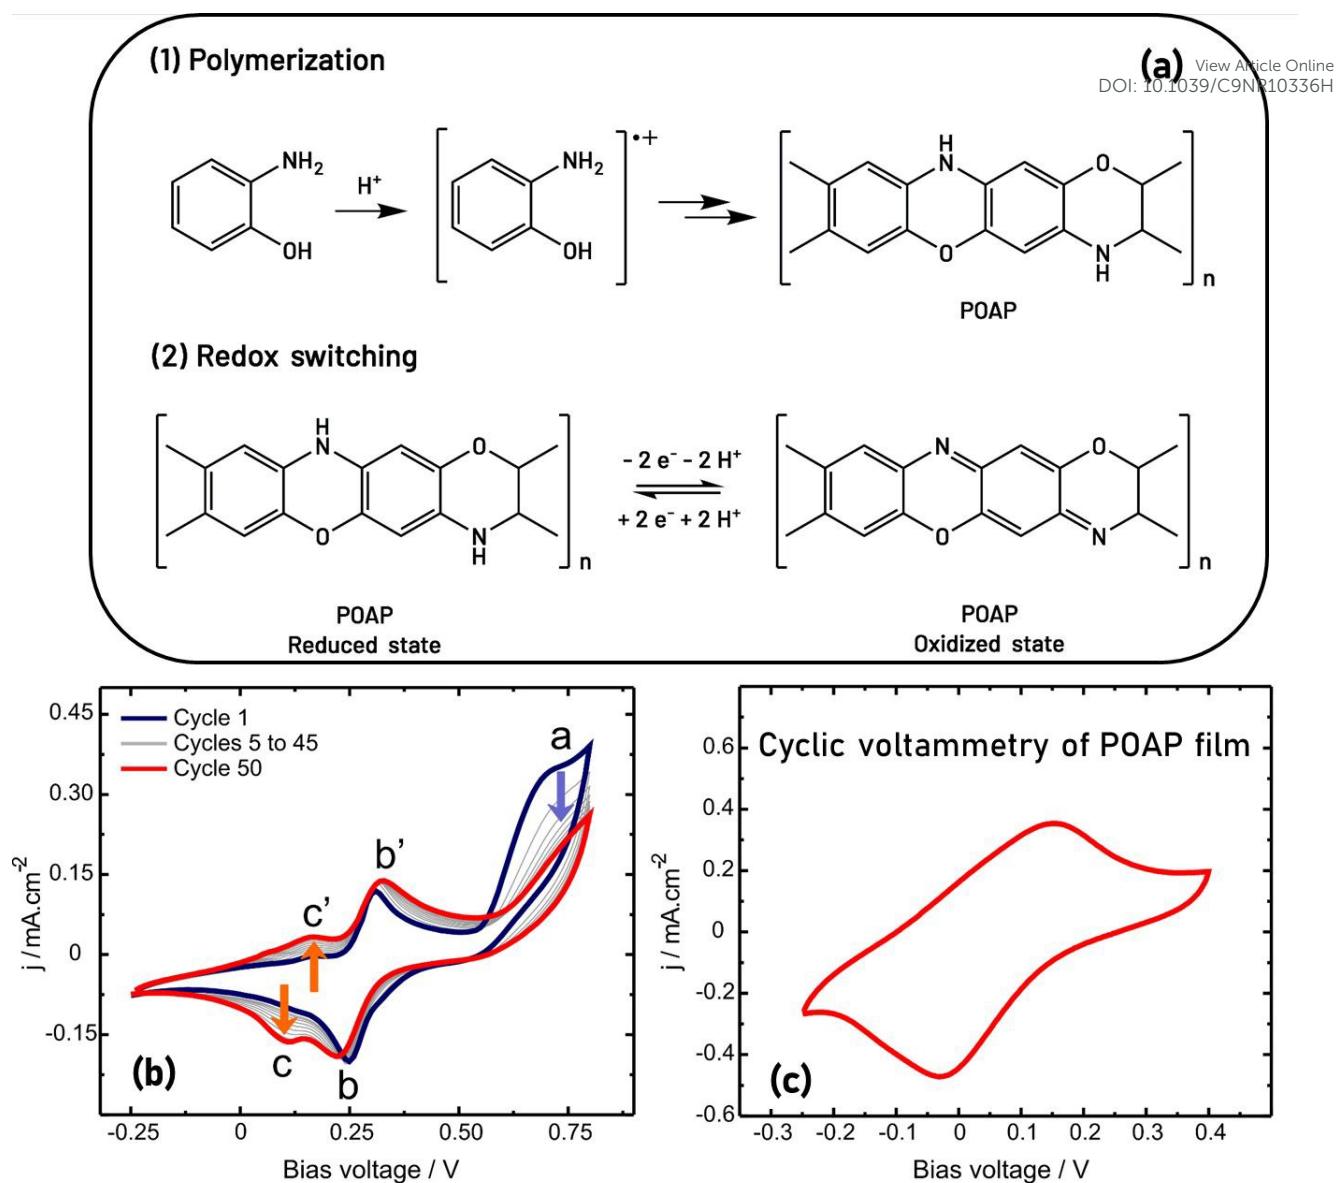 (1) Polymerization
(a)
View Article Online
DOI: 10.1039/C9NR10336H
NH2
OH
H+
NH2
OH
•+
H
N
O
O
N
H
n
POAP
(2) Redox switching
H
N
O
O
N
H
n
- 2 e- - 2 H+
+ 2 e- + 2 H+
N
O
O
N
n
POAP
Reduced state
POAP
Oxidized state
Cycle 1
Cycles 5 to 45
Cycle 50
a
b'
c'
c
b
(b)
0.45
0.30
0.15
0
-0.15
j / mA.cm-2
-0.25 0 0.25 0.50 0.75
Bias voltage / V
Cyclic voltammetry of POAP film
(c)
0.6
0.4
0.2
0
-0.2
-0.4
-0.6
j / mA.cm-2
-0.3 -0.2 -0.1 0 0.1 0.2 0.3 0.4
Bias voltage / V